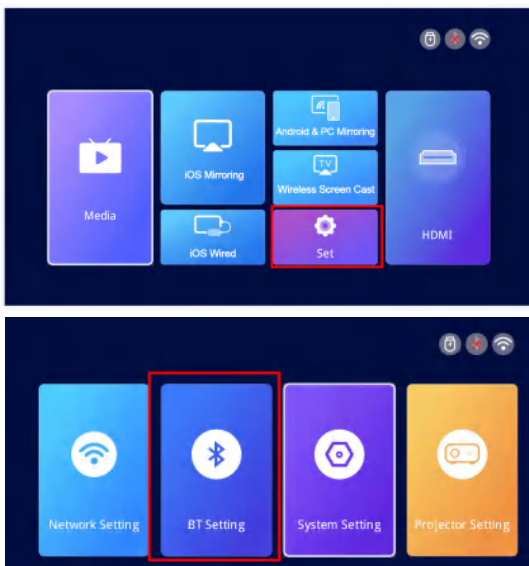 Media
iOS Mirroring
iOS Wired
Android & PC Mirroring
TV
Wireless Screen Cast
Set
HDMI
Network Setting
BT Setting
System Setting
Projector Setting